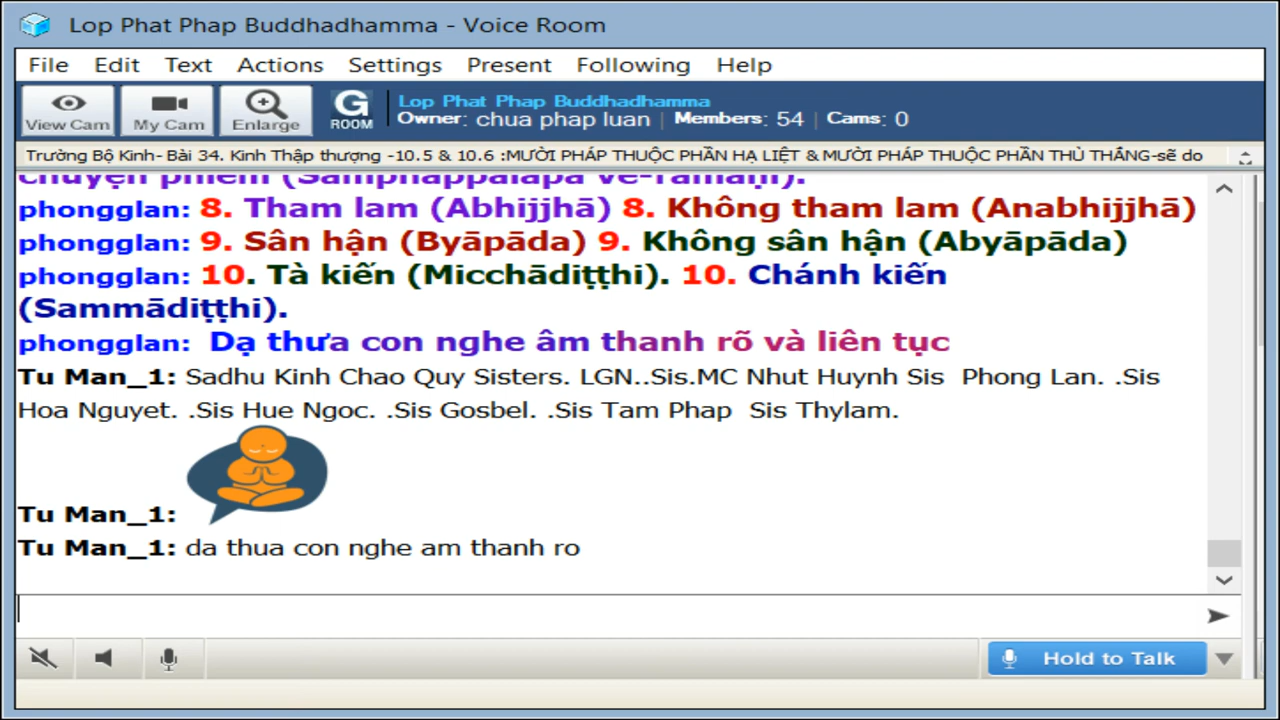 Lop Phat Phap Buddhadhamma - Voice Room
File Edit Text Actions Settings Present Following Help
View Cam My Cam Enlarge G ROOM
Lop Phat Phap Buddhadhamma
Owner: chua phap luan | Members: 54 | Cams: 0
Trường Bộ Kinh- Bài 34. Kinh Thập thượng -10.5 & 10.6 :MƯỜI PHÁP THUỘC PHẦN HẠ LIỆT & MƯỜI PHÁP THUỘC PHẦN THÙ THẮNG-sẽ do
chuyện phiếm (Samphappalāpā ve-ramaṇi).
phongglan: 8. Tham lam (Abhijjhā) 8. Không tham lam (Anabhijjhā)
phongglan: 9. Sân hận (Byāpāda) 9. Không sân hận (Abyāpāda)
phongglan: 10. Tà kiến (Micchādiṭṭhi). 10. Chánh kiến
(Sammādiṭṭhi).
phongglan: Dạ thưa con nghe âm thanh rõ và liên tục
Tu Man_1: Sadhu Kinh Chao Quy Sisters. LGN..Sis.MC Nhut Huynh Sis Phong Lan. .Sis
Hoa Nguyet. .Sis Hue Ngoc. .Sis Gosbel. .Sis Tam Phap Sis Thylam.
Tu Man_1:
Tu Man_1: da thua con nghe am thanh ro
Hold to Talk